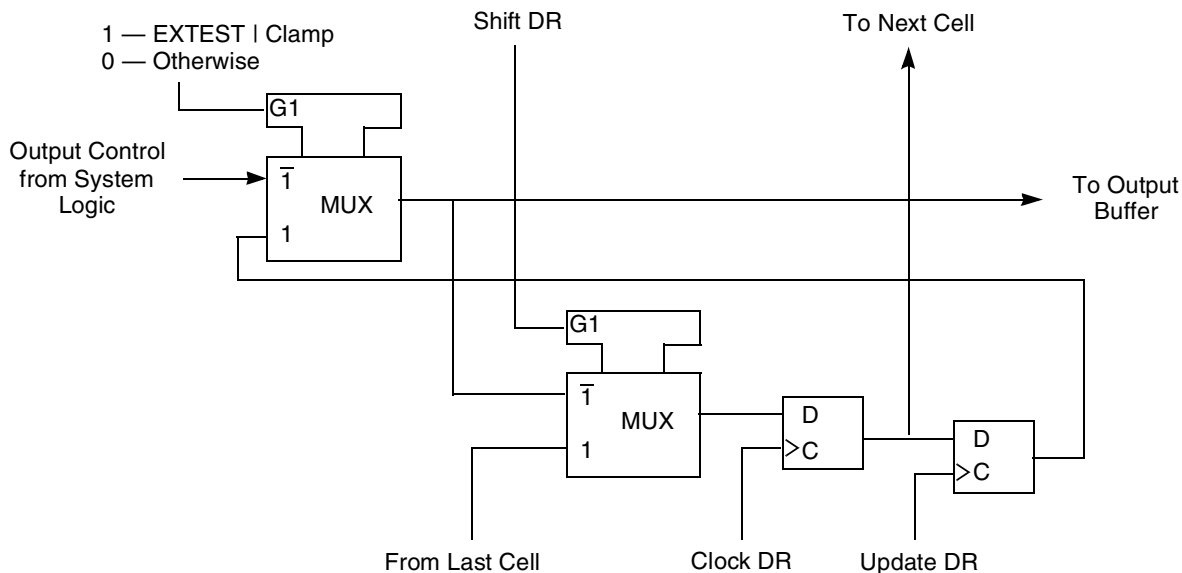 1 — EXTEST | Clamp
0 — Otherwise
Shift DR
To Next Cell
G1
Output Control
from System
Logic
1̅
MUX
1
To Output
Buffer
G1
1̅
MUX
1
D
C
D
C
From Last Cell
Clock DR
Update DR